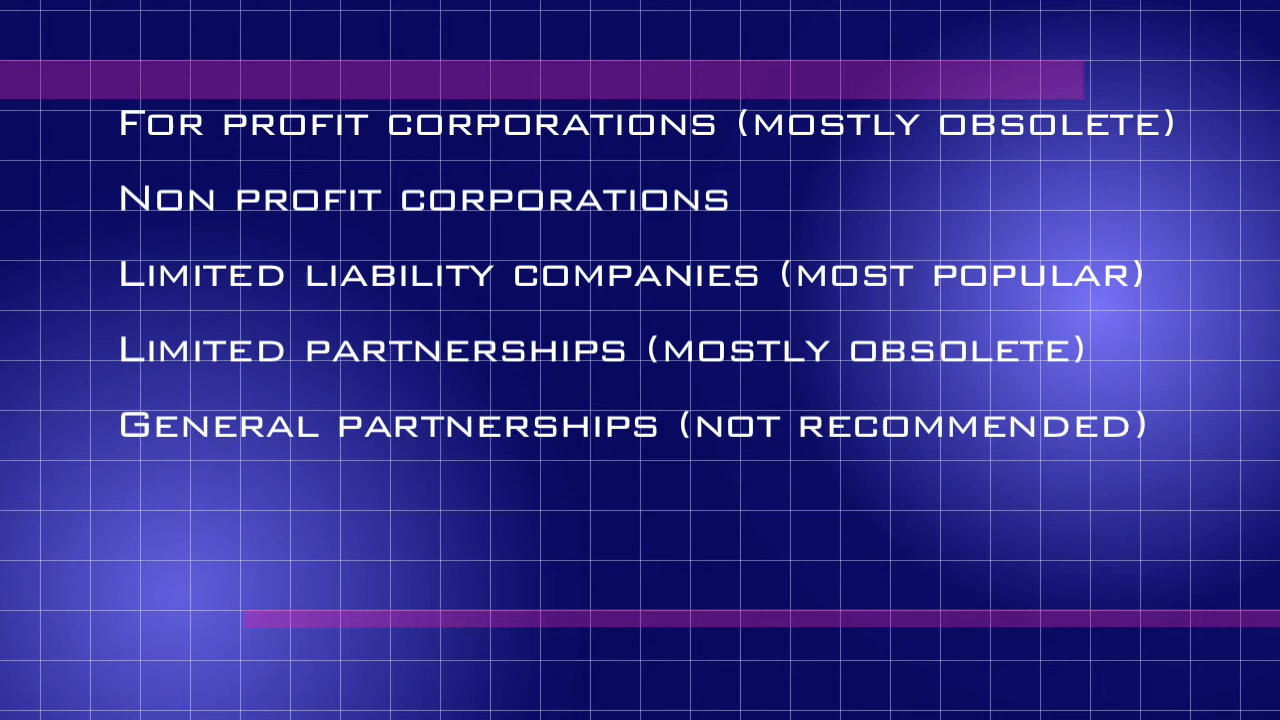 For profit corporations (mostly obsolete)
Non profit corporations
Limited liability companies (most popular)
Limited partnerships (mostly obsolete)
General partnerships (not recommended)